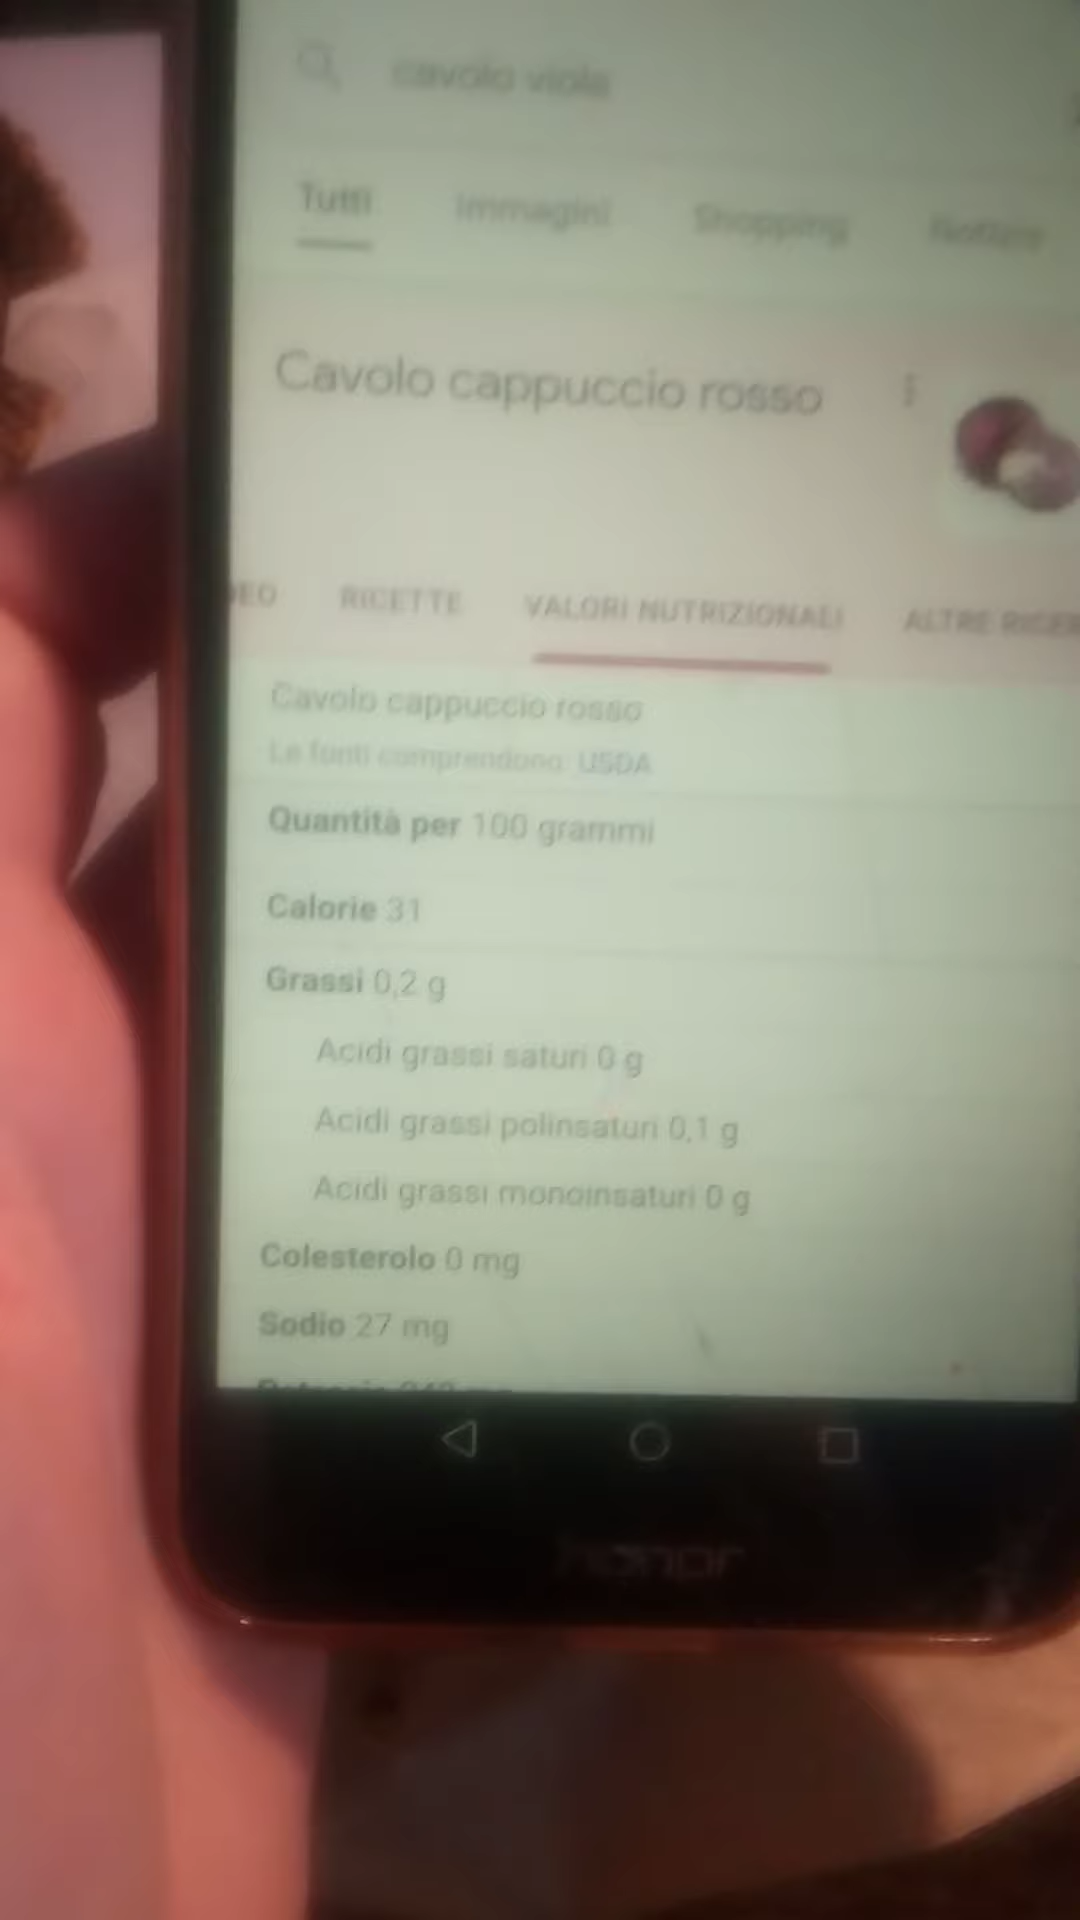 cavolo viola
Tutti Immagini Shopping Notizie
Cavolo cappuccio rosso
RICETTE VALORI NUTRIZIONALI ALTRE
Cavolo cappuccio rosso
Le fonti comprendono: USDA
Quantità per 100 grammi
Calorie 31
Grassi 0,2 g
Acidi grassi saturi 0 g
Acidi grassi polinsaturi 0,1 g
Acidi grassi monoinsaturi 0 g
Colesterolo 0 mg
Sodio 27 mg
honor